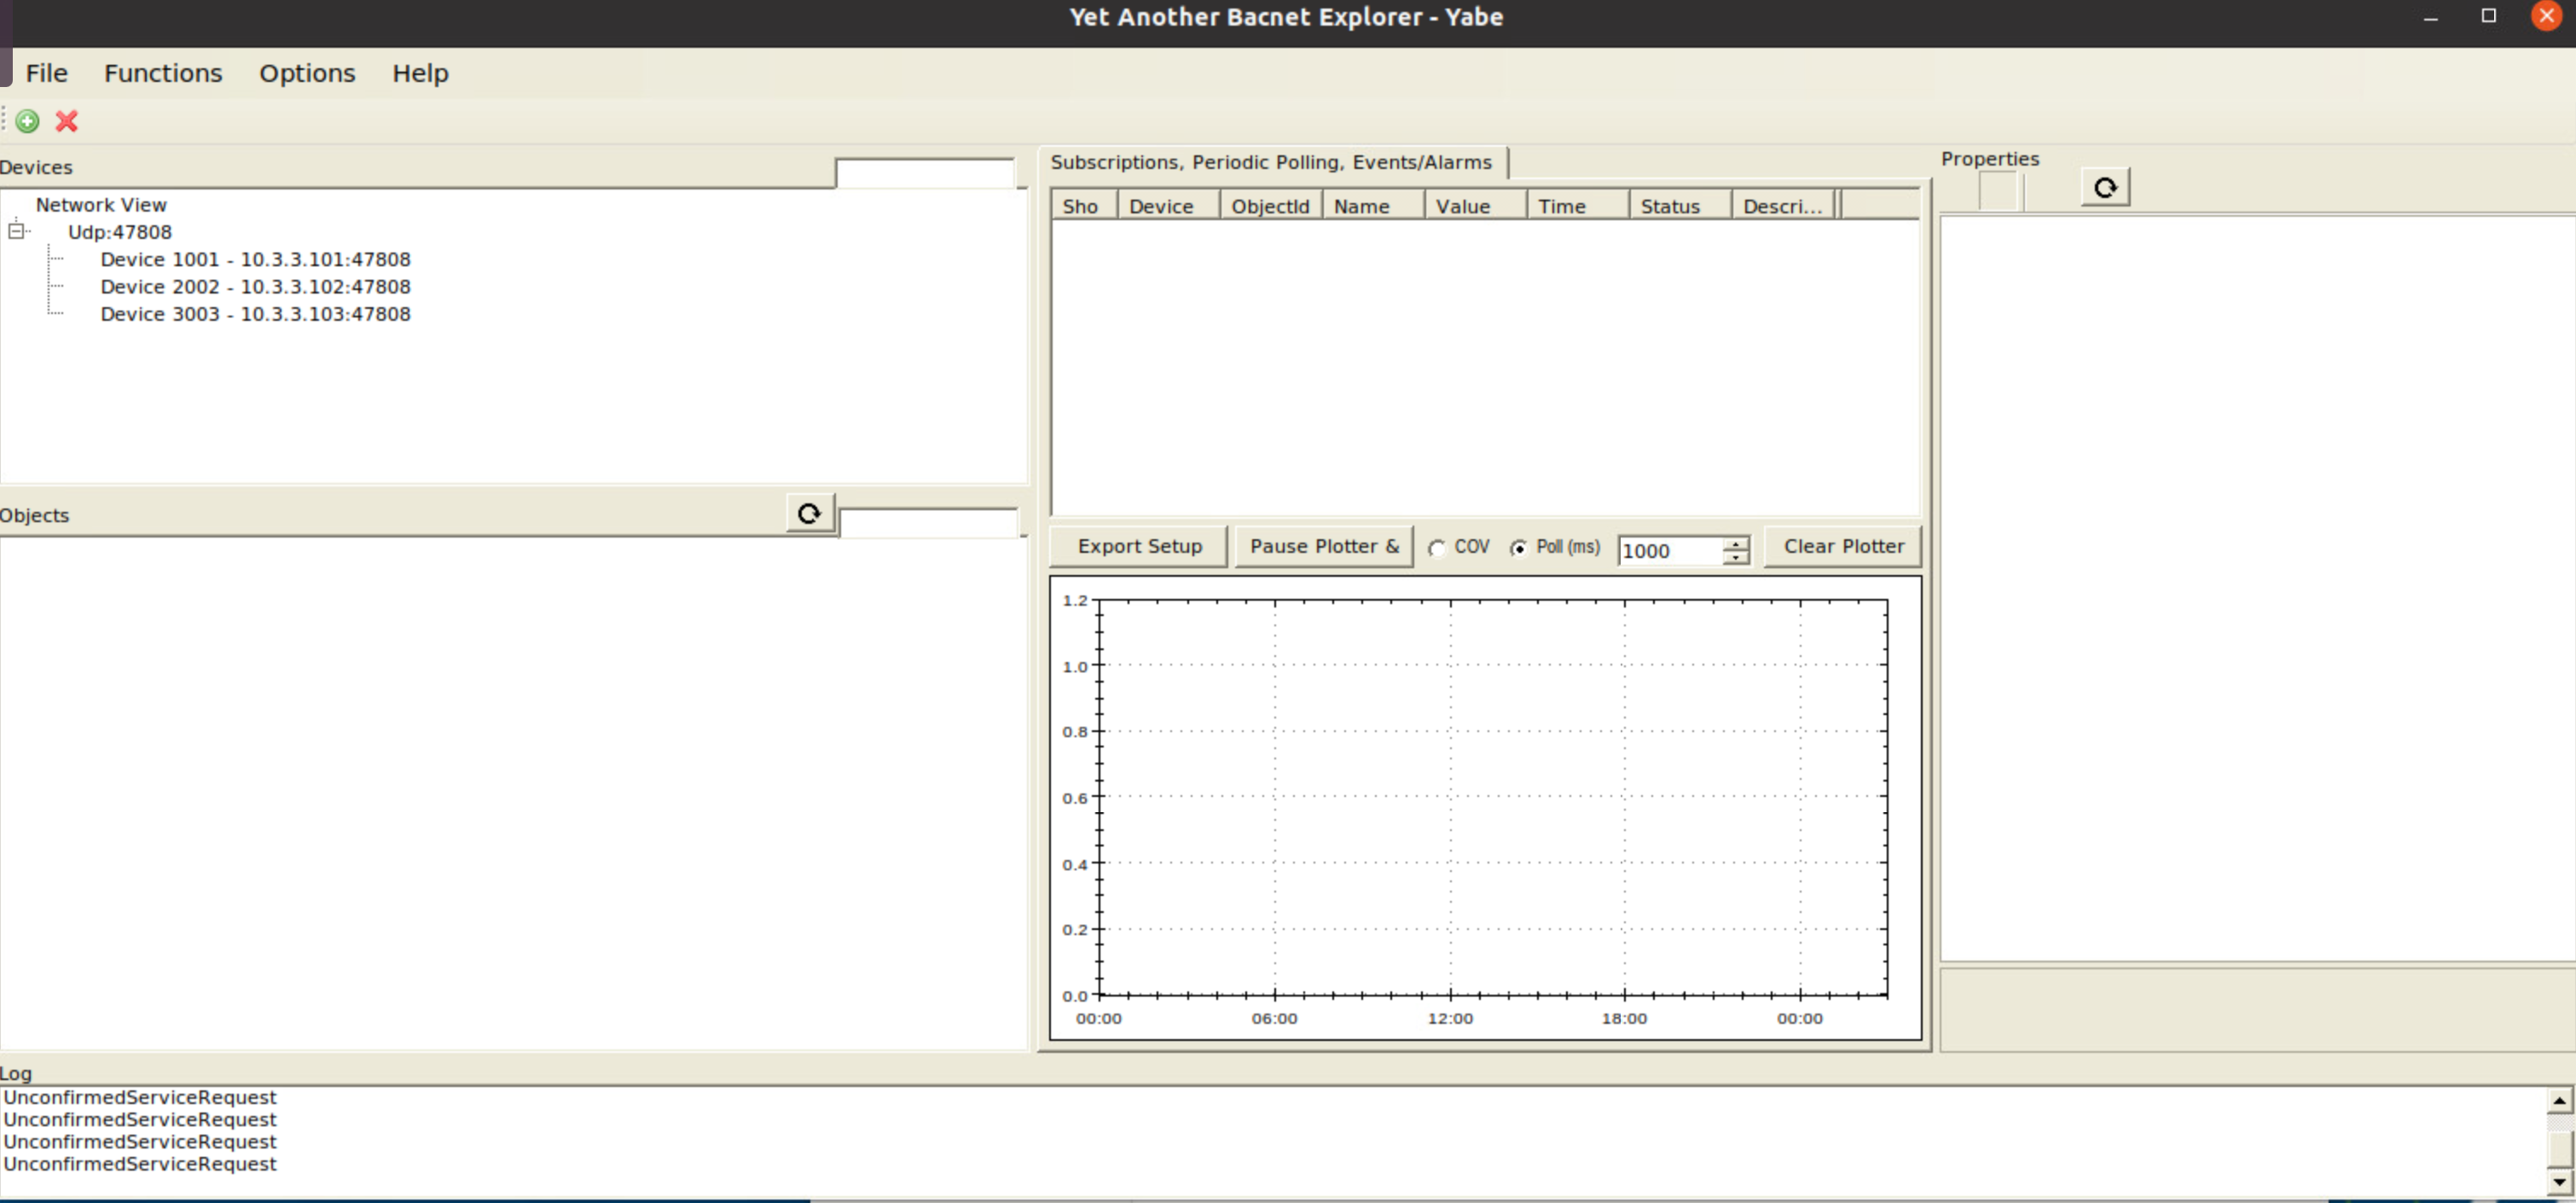 Yet Another Bacnet Explorer - Yabe
File Functions Options Help
Devices
Network View
Udp:47808
Device 1001 - 10.3.3.101:47808
Device 2002 - 10.3.3.102:47808
Device 3003 - 10.3.3.103:47808
Objects
Subscriptions, Periodic Polling, Events/Alarms
Sho Device ObjectId Name Value Time Status Descri...
Export Setup Pause Plotter & COV Poll (ms) 1000 Clear Plotter
1.2
1.0
0.8
0.6
0.4
0.2
0.0
00:00 06:00 12:00 18:00 00:00
Properties
Log
UnconfirmedServiceRequest
UnconfirmedServiceRequest
UnconfirmedServiceRequest
UnconfirmedServiceRequest